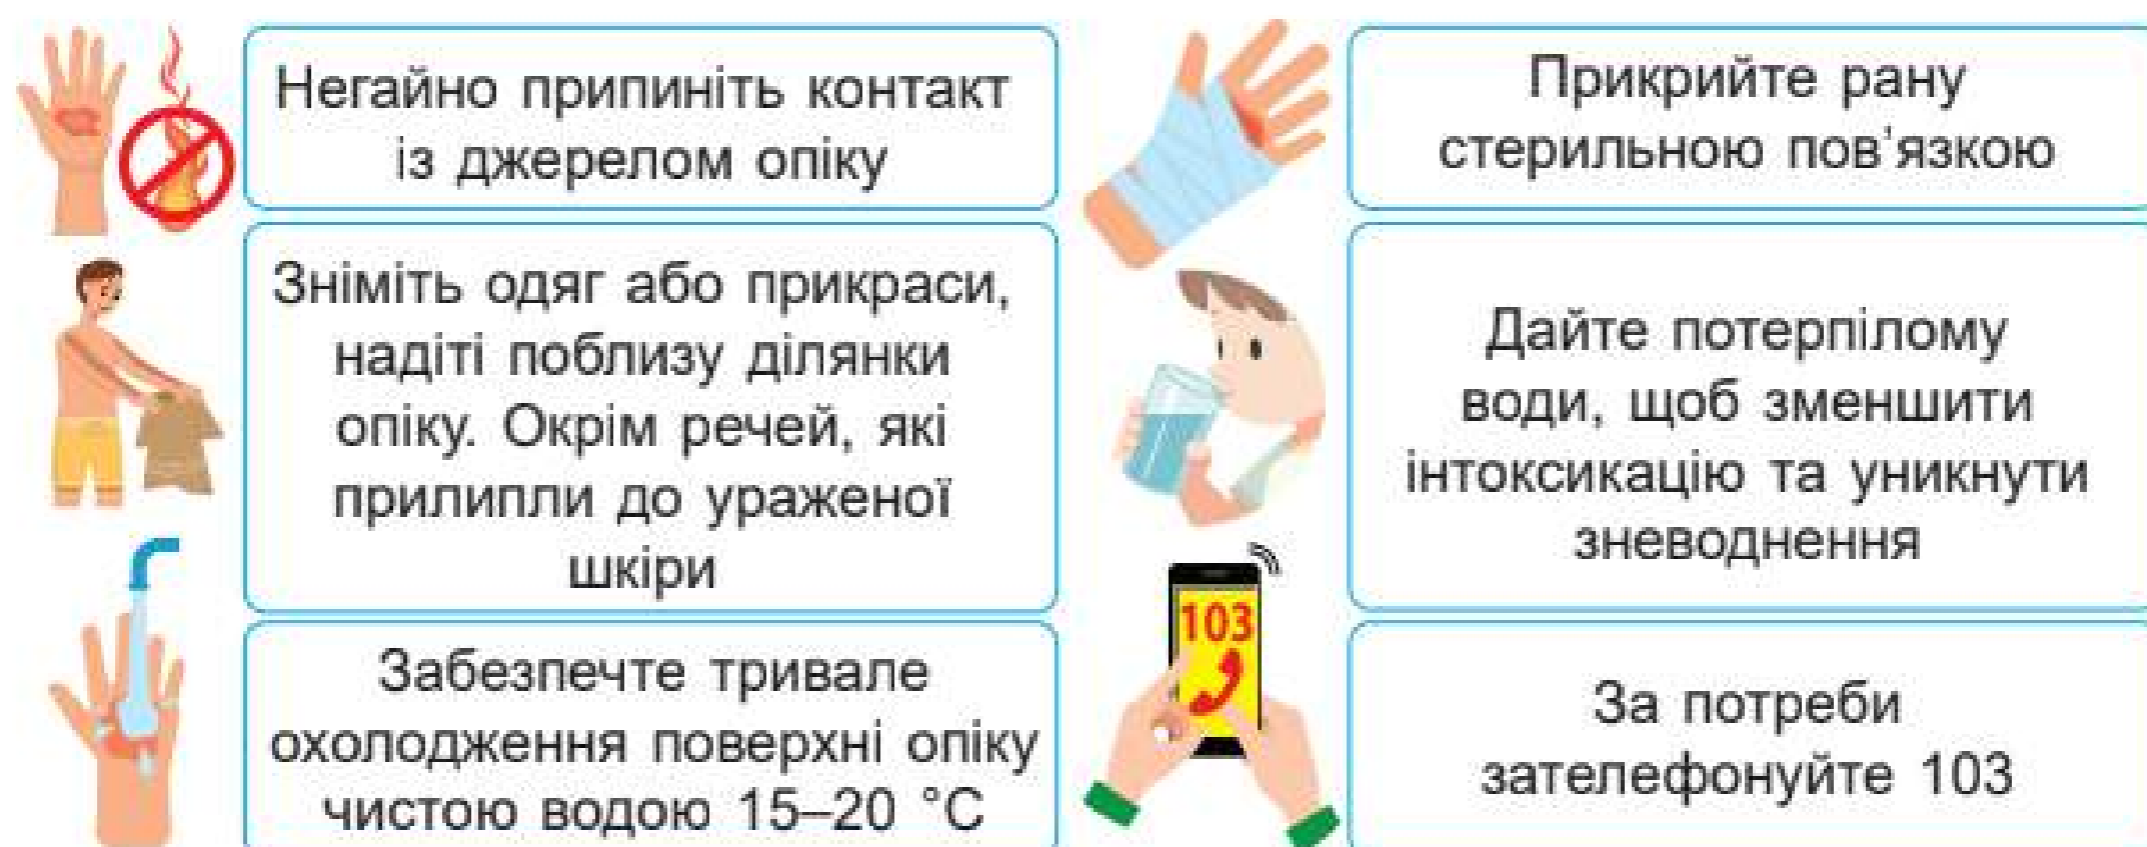 Негайно припиніть контакт
із джерелом опіку
Зніміть одяг або прикраси,
надіті поблизу ділянки
опіку. Окрім речей, які
прилипли до ураженої
шкіри
Забезпечте тривале
охолодження поверхні опіку
чистою водою 15–20 °C
Прикрийте рану
стерильною пов’язкою
Дайте потерпілому
води, щоб зменшити
інтоксикацію та уникнути
зневоднення
103
За потреби
зателефонуйте 103